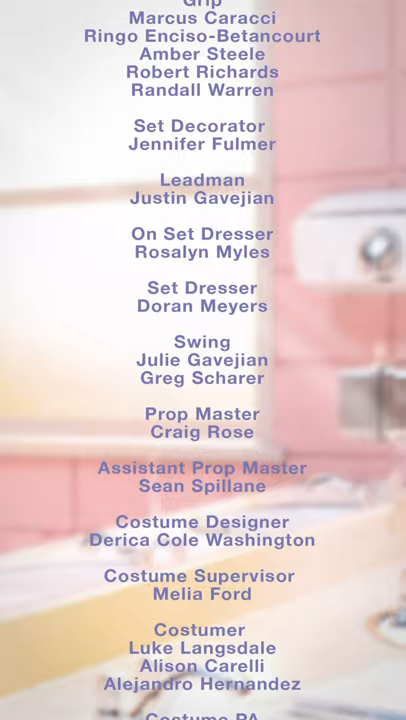 Grip
Marcus Caracci
Ringo Enciso-Betancourt
Amber Steele
Robert Richards
Randall Warren
Set Decorator
Jennifer Fulmer
Leadman
Justin Gavejian
On Set Dresser
Rosalyn Myles
Set Dresser
Doran Meyers
Swing
Julie Gavejian
Greg Scharer
Prop Master
Craig Rose
Assistant Prop Master
Sean Spillane
Costume Designer
Derica Cole Washington
Costume Supervisor
Melia Ford
Costumer
Luke Langsdale
Alison Carelli
Alejandro Hernandez
Costume PA